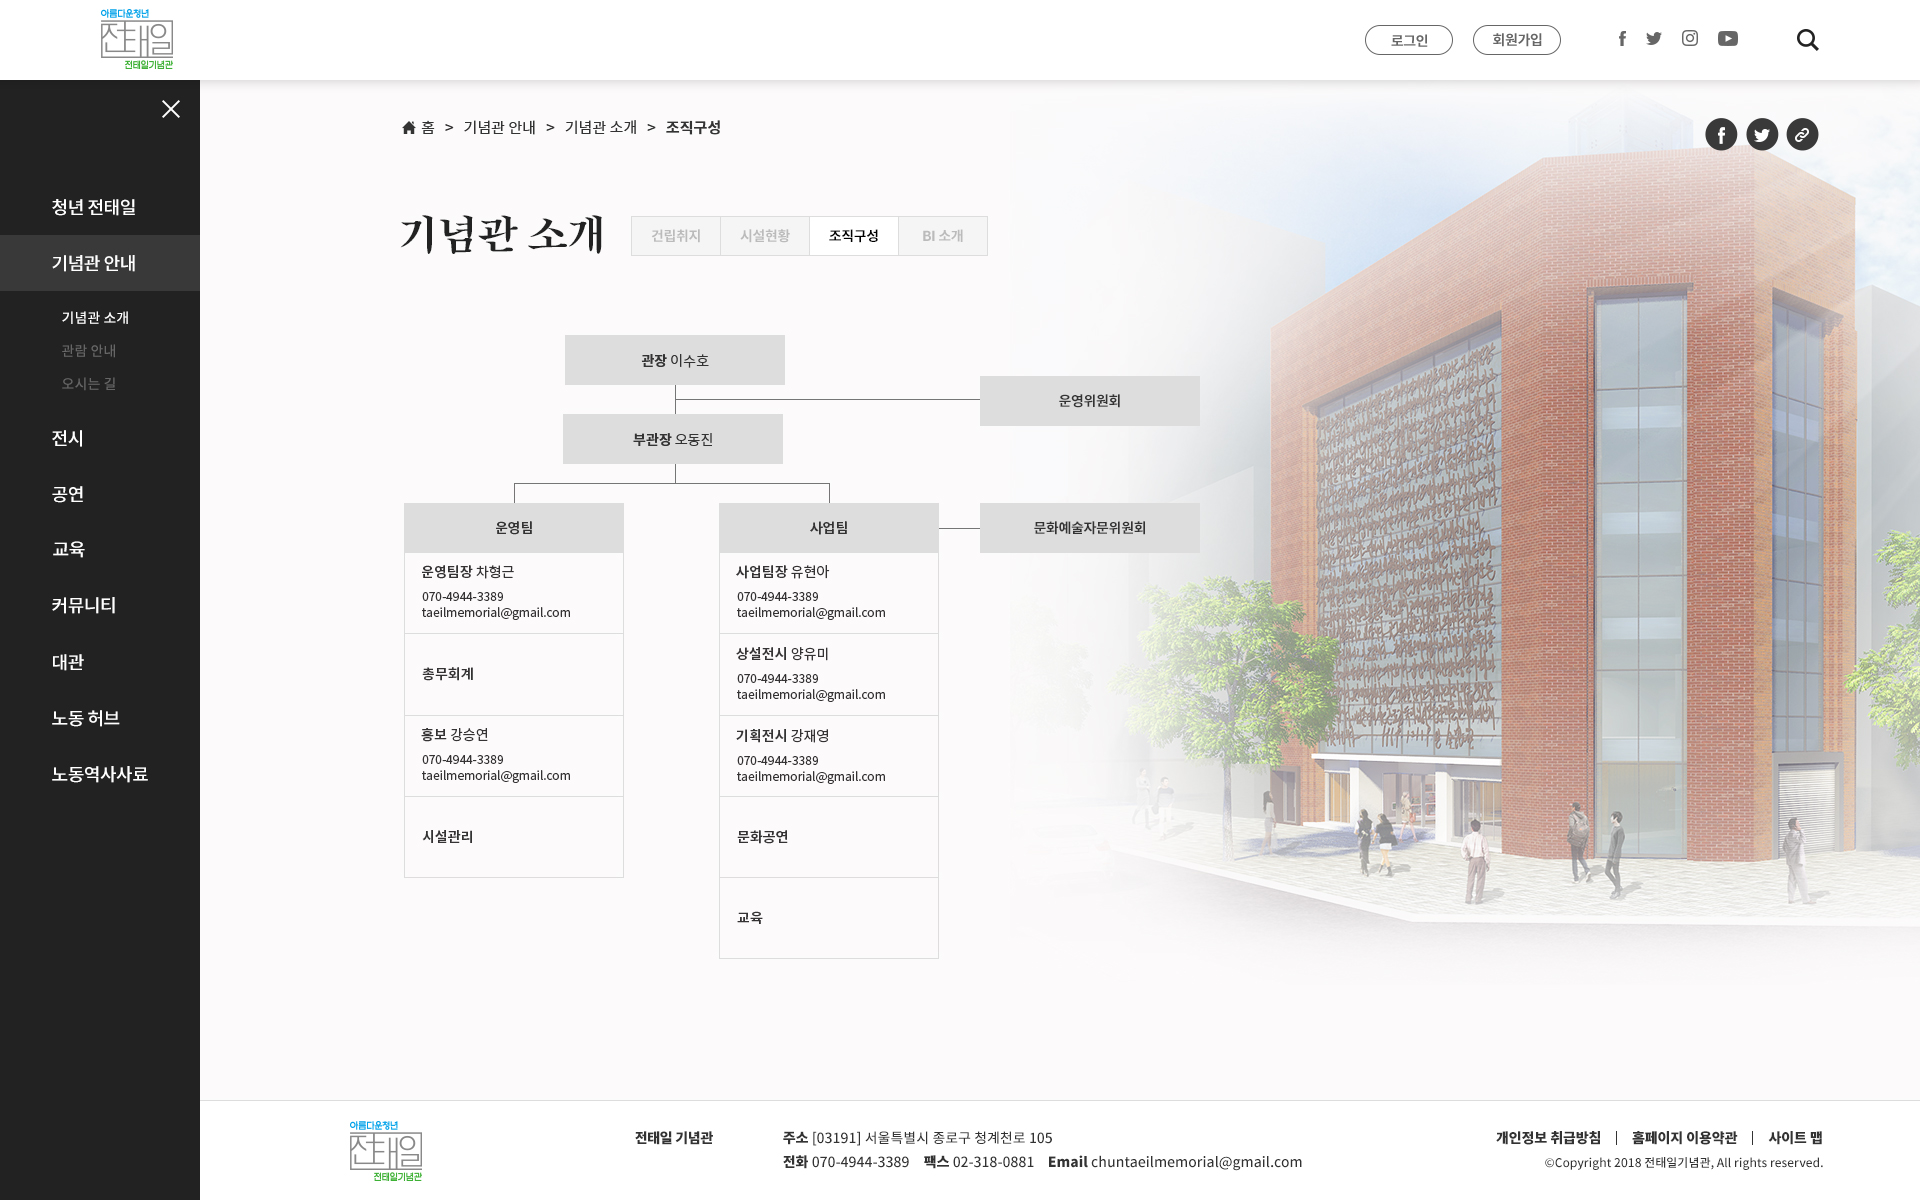 아름다운청년
전태일
전태일기념관
로그인
회원가입
홈 > 기념관 안내 > 기념관 소개 > 조직구성
청년 전태일
기념관 안내
기념관 소개
관람 안내
오시는 길
전시
공연
교육
커뮤니티
대관
노동 허브
노동역사사료
기념관 소개
건립취지
시설현황
조직구성
BI 소개
관장 이수호
운영위원회
부관장 오동진
운영팀
운영팀장 차형근
070-4944-3389
taeilmemorial@gmail.com
총무회계
홍보 강승연
070-4944-3389
taeilmemorial@gmail.com
시설관리
사업팀
사업팀장 유현아
070-4944-3389
taeilmemorial@gmail.com
상설전시 양유미
070-4944-3389
taeilmemorial@gmail.com
기획전시 강재영
070-4944-3389
taeilmemorial@gmail.com
문화공연
교육
문화예술자문위원회
아름다운청년
전태일
전태일기념관
전태일 기념관
주소 [03191] 서울특별시 종로구 청계천로 105
전화 070-4944-3389 팩스 02-318-0881 Email chuntaeilmemorial@gmail.com
개인정보 취급방침 | 홈페이지 이용약관 | 사이트 맵
©Copyright 2018 전태일기념관, All rights reserved.